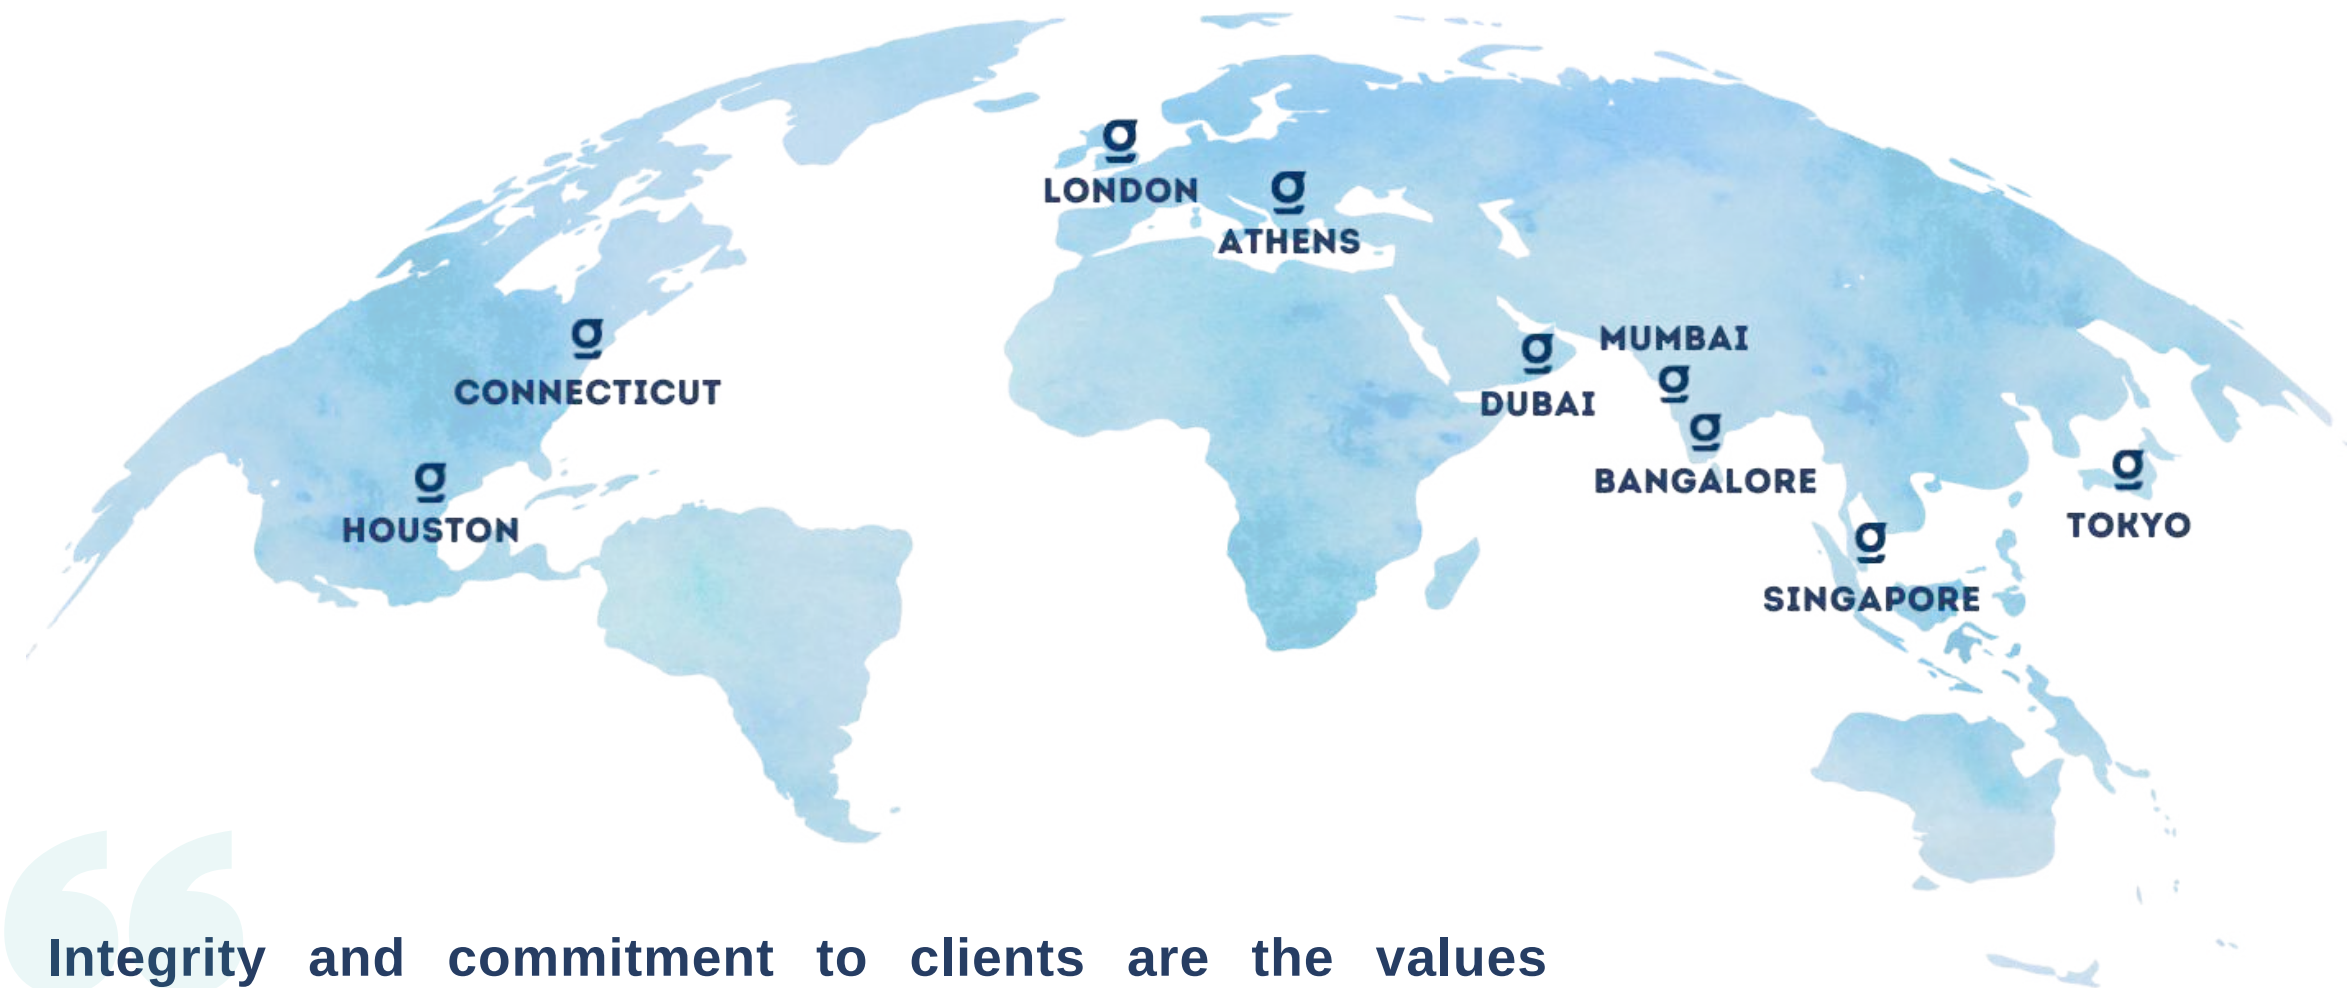 g
LONDON
g
ATHENS
g
CONNECTICUT
g
HOUSTON
g
DUBAI
MUMBAI
g
g
BANGALORE
g
TOKYO
g
SINGAPORE
“
Integrity and commitment to clients are the values